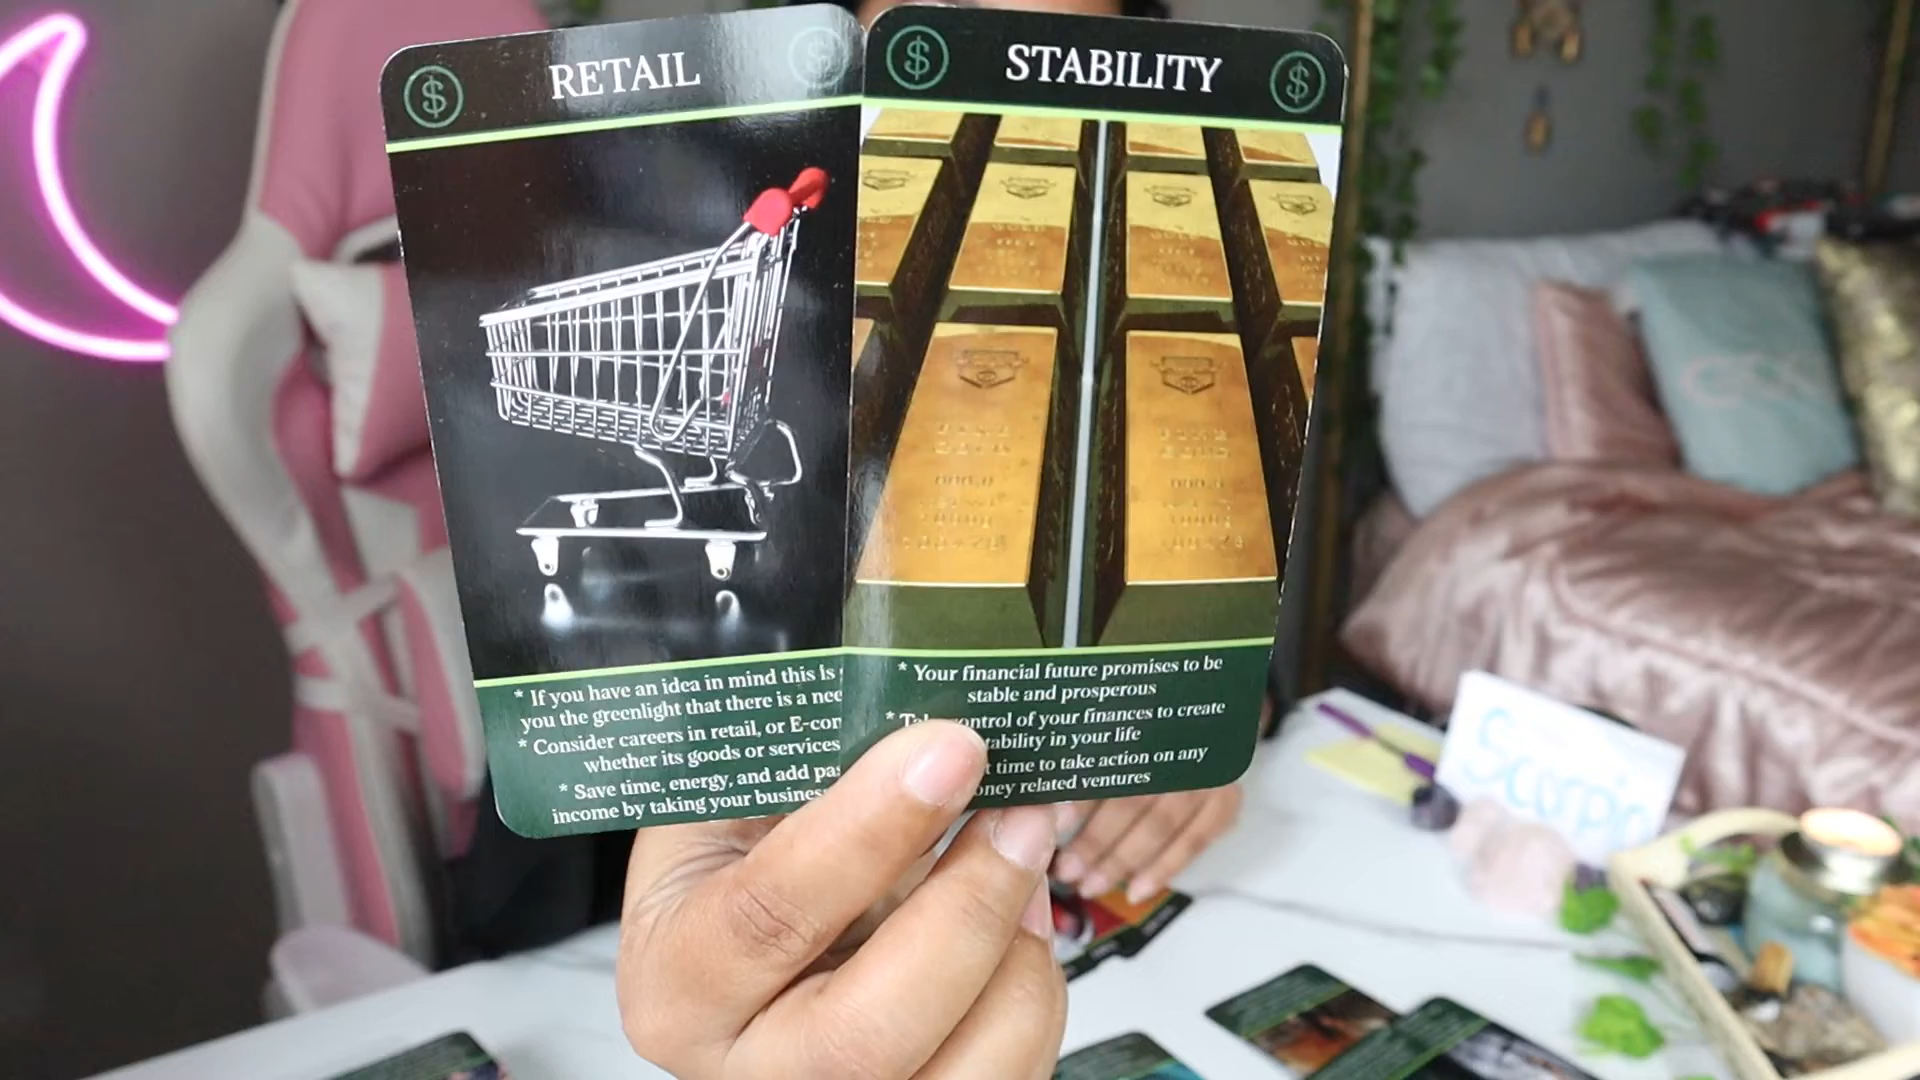 RETAIL
* If you have an idea in mind this is
you the greenlight that there is a
* Consider careers in retail, or
whether its goods or services
* Save time, energy, and add
income by taking your
STABILITY
* Your financial future promises to be
stable and prosperous
* control of your finances to create
in your life
time to take action on any
related ventures
Scorpio